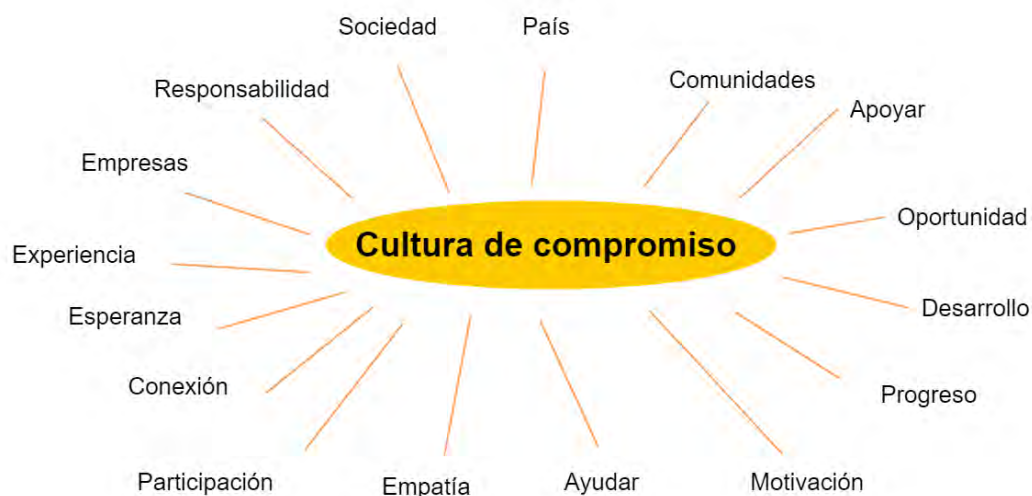 Sociedad
País
Comunidades
Responsabilidad
Apoyar
Empresas
Oportunidad
Cultura de compromiso
Experiencia
Desarrollo
Esperanza
Conexión
Progreso
Participación
Empatía
Ayudar
Motivación